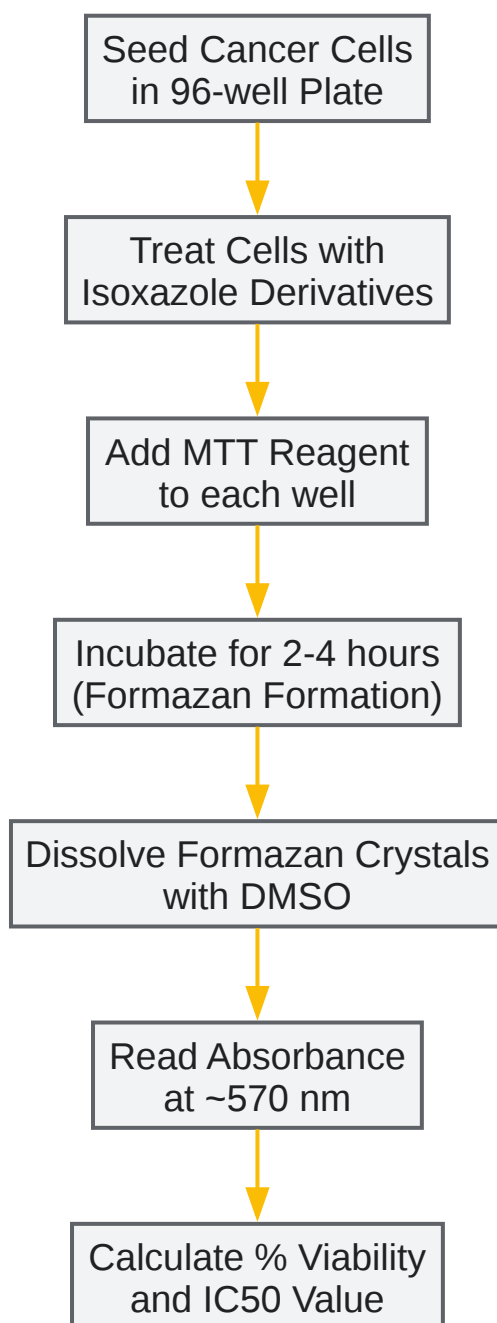 Seed Cancer Cells
in 96-well Plate
Treat Cells with
Isoxazole Derivatives
Add MTT Reagent
to each well
Incubate for 2-4 hours
(Formazan Formation)
Dissolve Formazan Crystals
with DMSO
Read Absorbance
at ~570 nm
Calculate % Viability
and IC50 Value